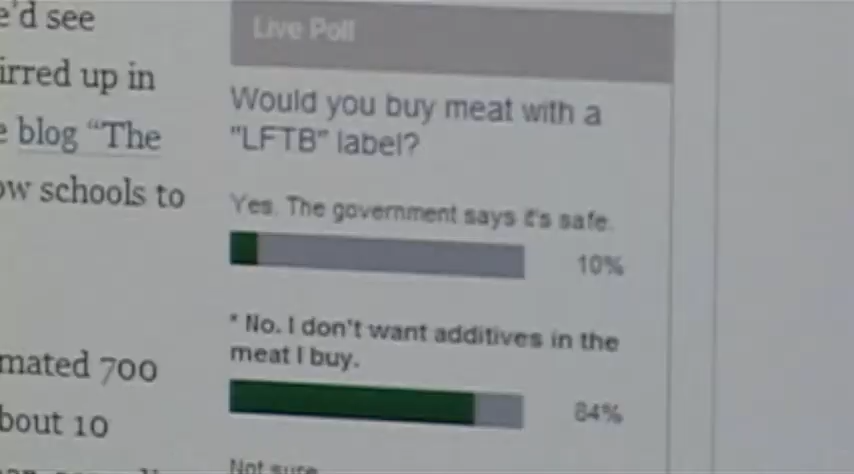 e'd see
irred up in
e blog “The
ow schools to
mated 700
bout 10
Live Poll
Would you buy meat with a
"LFTB" label?
Yes. The government says it's safe.
10%
* No. I don't want additives in the
meat I buy.
84%
Not sure